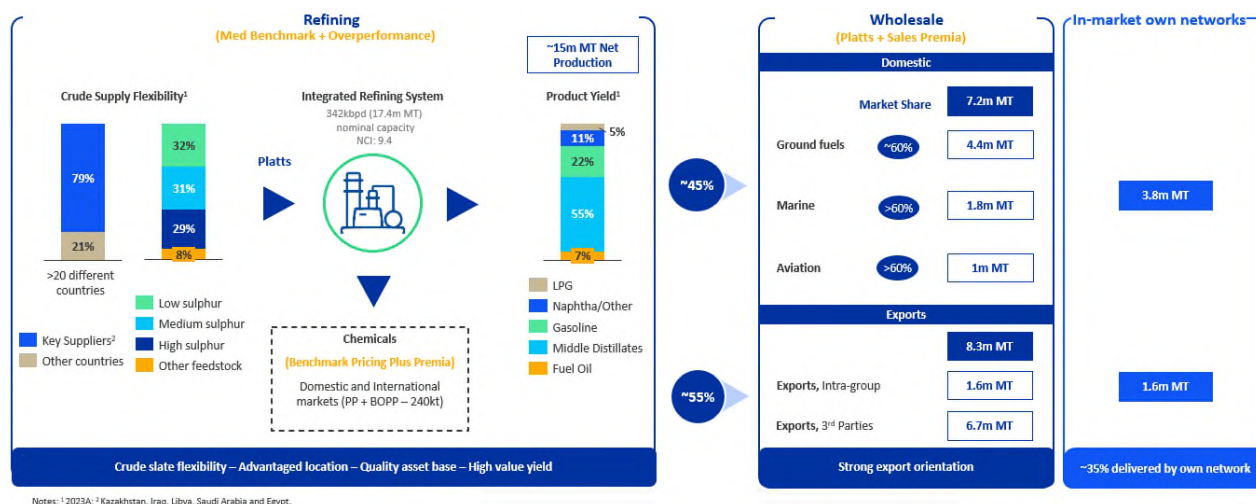 Refining
(Med Benchmark + Overperformance)
~15m MT Net
Production
Crude Supply Flexibility¹
Integrated Refining System
342kbpd (17.4m MT)
nominal capacity
NCI: 9.4
Product Yield¹
79%
21%
>20 different
countries
Key Suppliers²
Other countries
32%
31%
29%
8%
Low sulphur
Medium sulphur
High sulphur
Other feedstock
Platts
Chemicals
(Benchmark Pricing Plus Premia)
Domestic and International
markets (PP + BOPP – 240kt)
5%
11%
22%
55%
7%
LPG
Naphtha/Other
Gasoline
Middle Distillates
Fuel Oil
Crude slate flexibility – Advantaged location – Quality asset base – High value yield
~45%
~55%
Wholesale
(Platts + Sales Premia)
Domestic
Market Share
7.2m MT
Ground fuels
~60%
4.4m MT
Marine
>60%
1.8m MT
Aviation
>60%
1m MT
Exports
8.3m MT
Exports, Intra-group
1.6m MT
Exports, 3rd Parties
6.7m MT
Strong export orientation
In-market own networks
3.8m MT
1.6m MT
~35% delivered by own network
Notes: ¹ 2023A; ² Kazakhstan, Iraq, Libya, Saudi Arabia and Egypt.